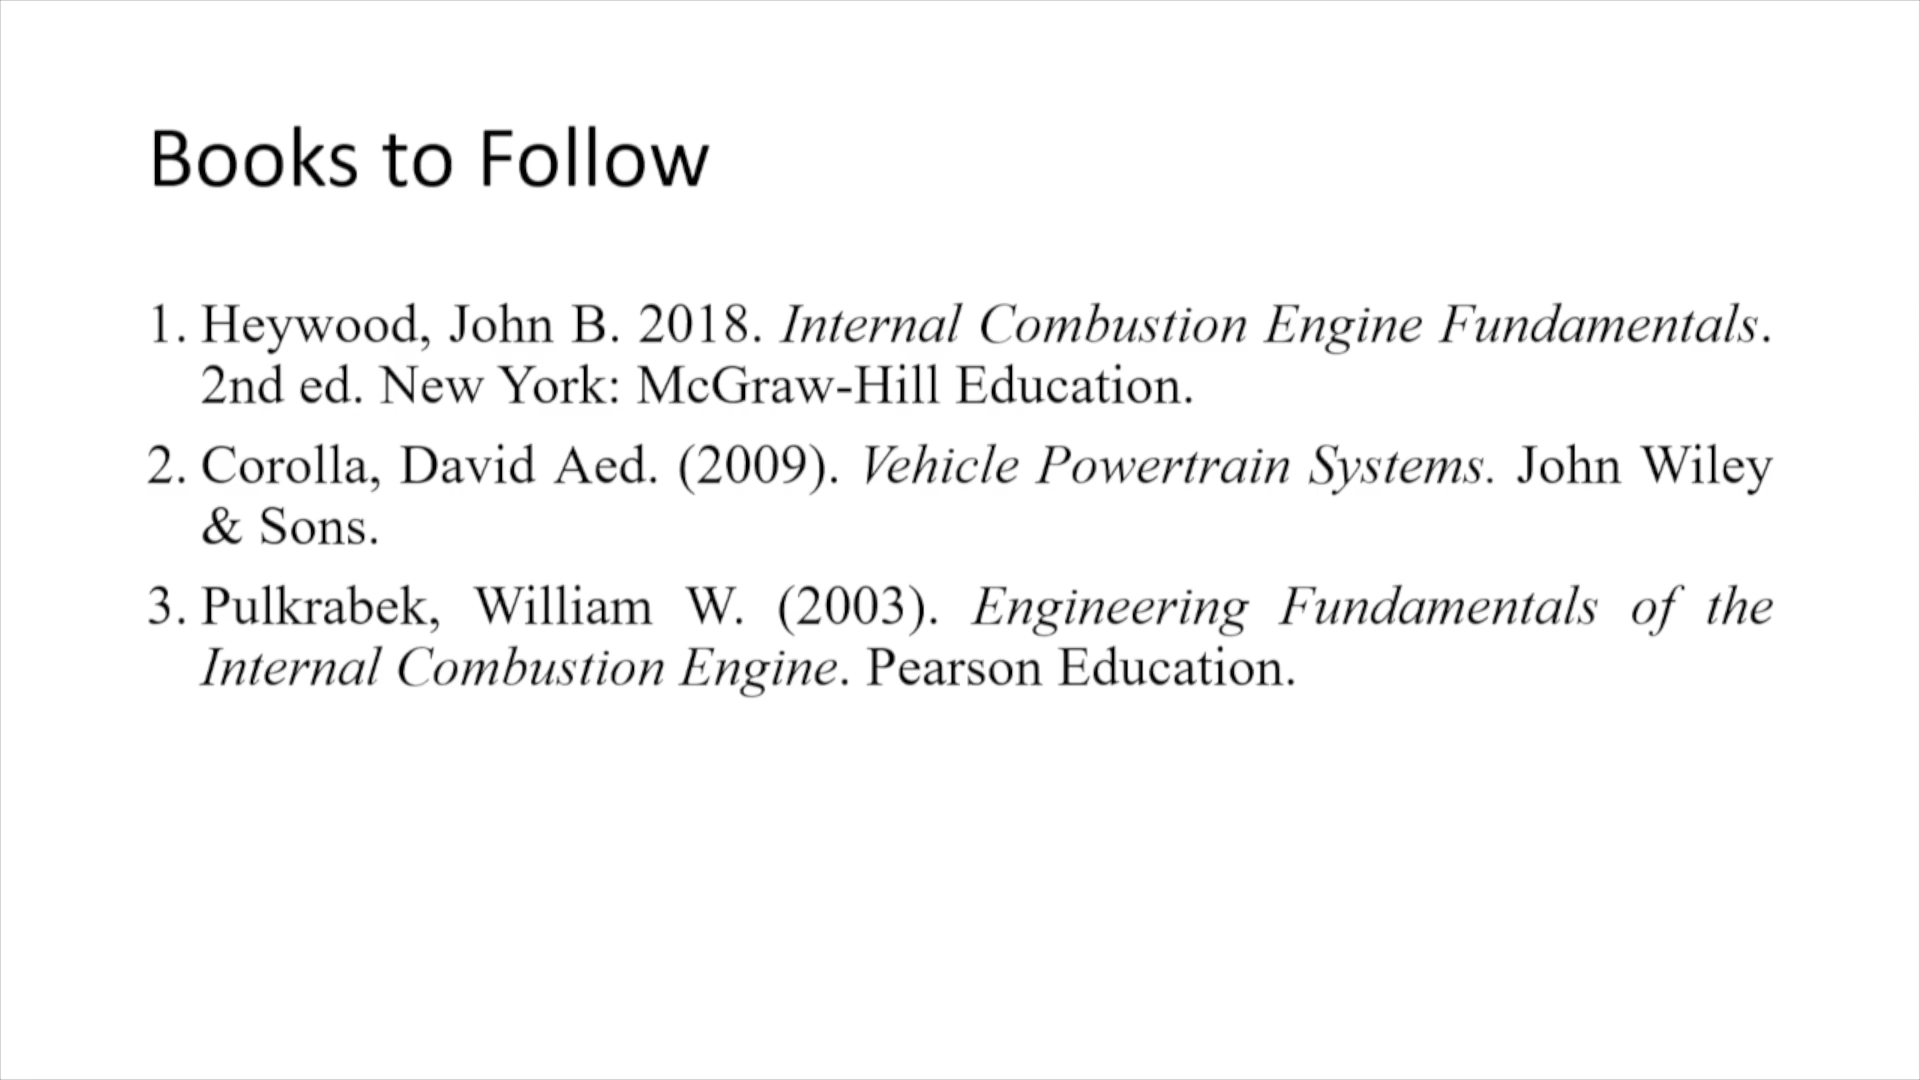 Books to Follow
1. Heywood, John B. 2018. Internal Combustion Engine Fundamentals.
2nd ed. New York: McGraw-Hill Education.
2. Corolla, David Aed. (2009). Vehicle Powertrain Systems. John Wiley
& Sons.
3. Pulkrabek, William W. (2003). Engineering Fundamentals of the
Internal Combustion Engine. Pearson Education.